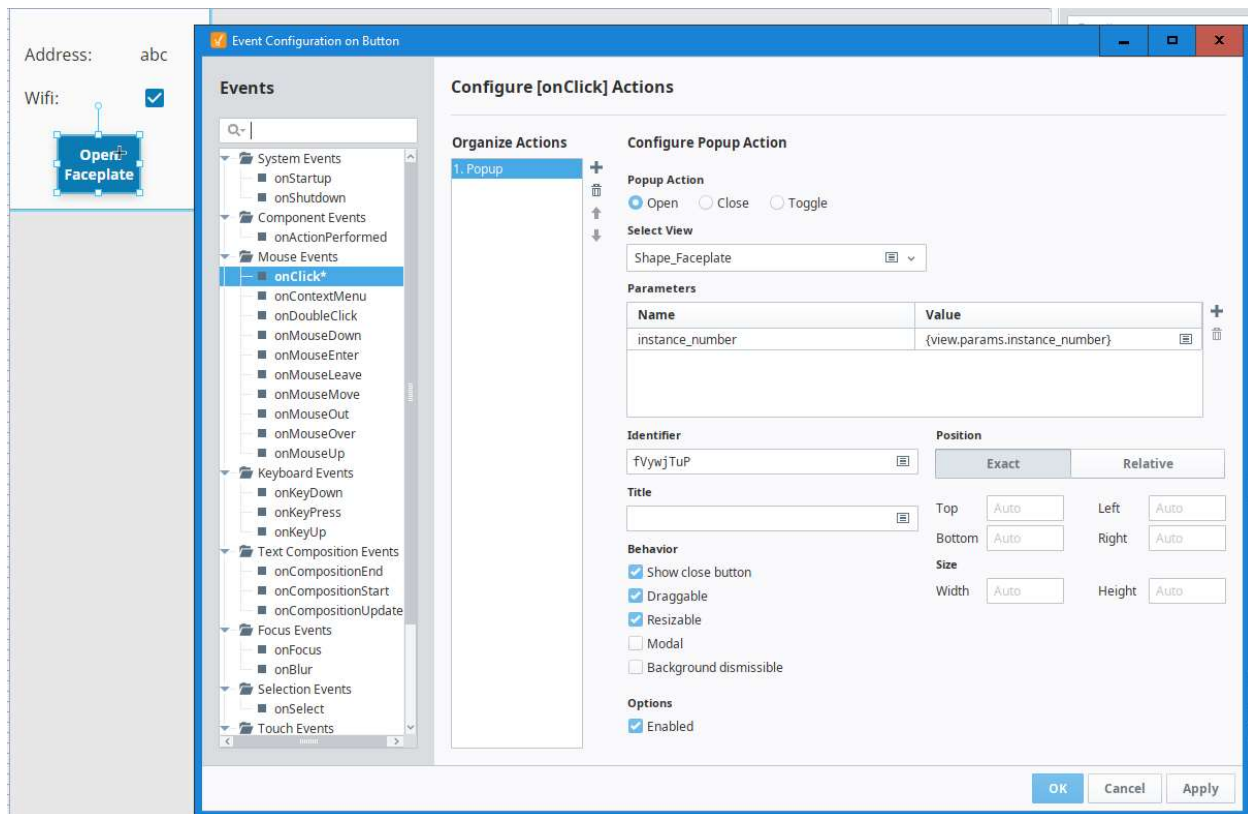 Address: abc
Wifi:
Open
Faceplate
Event Configuration on Button
Events
System Events
onStartup
onShutdown
Component Events
onActionPerformed
Mouse Events
onClick*
onContextMenu
onDoubleClick
onMouseDown
onMouseEnter
onMouseLeave
onMouseMove
onMouseOut
onMouseOver
onMouseUp
Keyboard Events
onKeyDown
onKeyPress
onKeyUp
Text Composition Events
onCompositionEnd
onCompositionStart
onCompositionUpdate
Focus Events
onFocus
onBlur
Selection Events
onSelect
Touch Events
Configure [onClick] Actions
Organize Actions
1. Popup
Configure Popup Action
Popup Action
Open Close Toggle
Select View
Shape_Faceplate
Parameters
Name Value
instance_number {view.params.instance_number}
Identifier
fVywjTuP
Title
Behavior
Show close button
Draggable
Resizable
Modal
Background dismissible
Options
Enabled
Position
Exact Relative
Top Auto Left Auto
Bottom Auto Right Auto
Size
Width Auto Height Auto
OK Cancel Apply